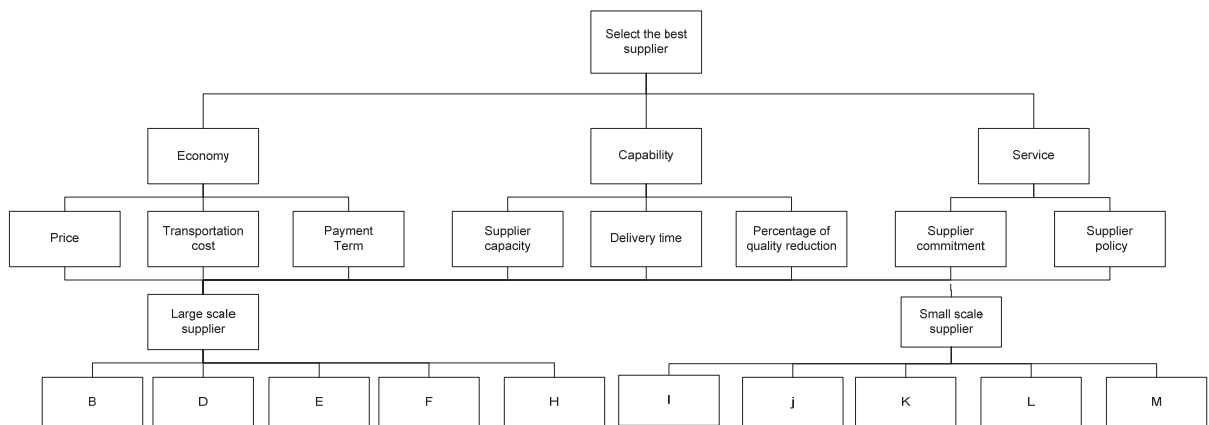 Select the best
supplier
Economy
Capability
Service
Price
Transportation
cost
Payment
Term
Supplier
capacity
Delivery time
Percentage of
quality reduction
Supplier
commitment
Supplier
policy
Large scale
supplier
Small scale
supplier
B
D
E
F
H
I
j
K
L
M